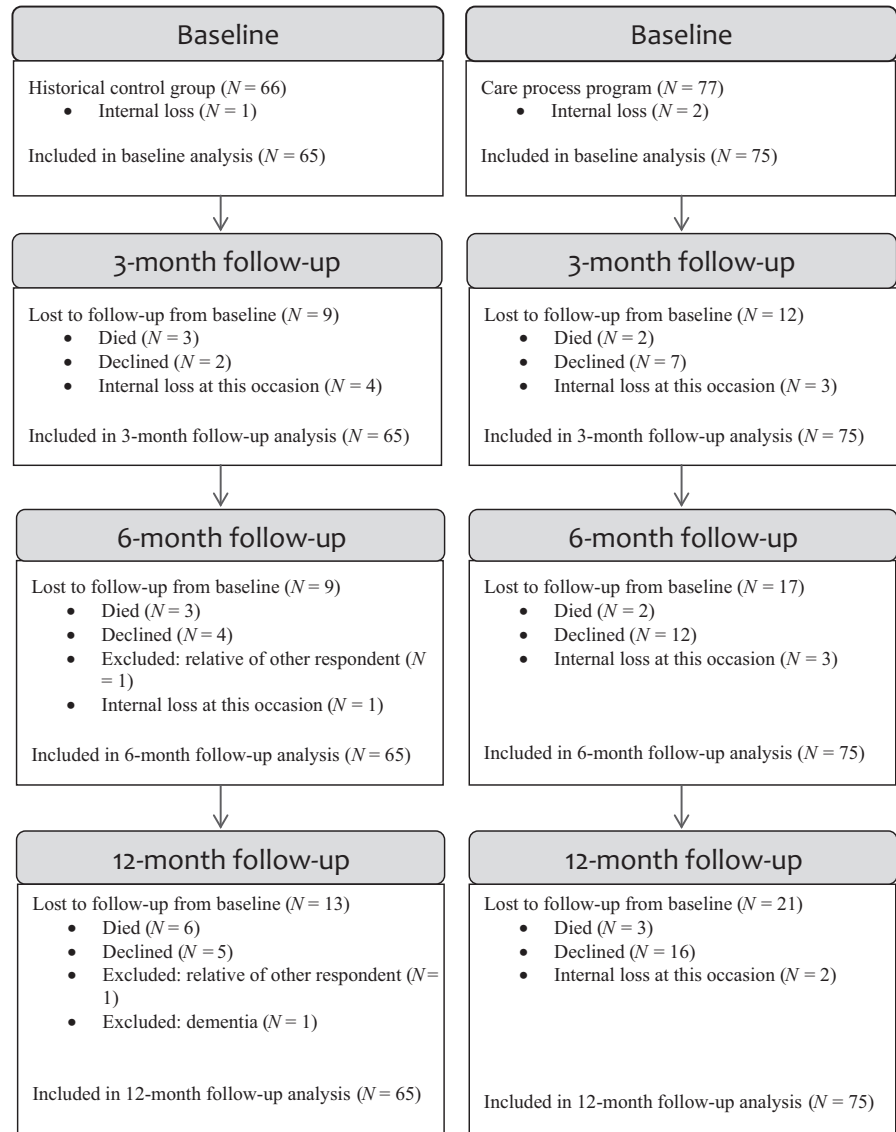 Baseline
Historical control group (N = 66)
• Internal loss (N = 1)
Included in baseline analysis (N = 65)
3-month follow-up
Lost to follow-up from baseline (N = 9)
• Died (N = 3)
• Declined (N = 2)
• Internal loss at this occasion (N = 4)
Included in 3-month follow-up analysis (N = 65)
6-month follow-up
Lost to follow-up from baseline (N = 9)
• Died (N = 3)
• Declined (N = 4)
• Excluded: relative of other respondent (N
= 1)
• Internal loss at this occasion (N = 1)
Included in 6-month follow-up analysis (N = 65)
12-month follow-up
Lost to follow-up from baseline (N = 13)
• Died (N = 6)
• Declined (N = 5)
• Excluded: relative of other respondent (N=
1)
• Excluded: dementia (N = 1)
Included in 12-month follow-up analysis (N = 65)
Baseline
Care process program (N = 77)
• Internal loss (N = 2)
Included in baseline analysis (N = 75)
3-month follow-up
Lost to follow-up from baseline (N = 12)
• Died (N = 2)
• Declined (N = 7)
• Internal loss at this occasion (N = 3)
Included in 3-month follow-up analysis (N = 75)
6-month follow-up
Lost to follow-up from baseline (N = 17)
• Died (N = 2)
• Declined (N = 12)
• Internal loss at this occasion (N = 3)
Included in 6-month follow-up analysis (N = 75)
12-month follow-up
Lost to follow-up from baseline (N = 21)
• Died (N = 3)
• Declined (N = 16)
• Internal loss at this occasion (N = 2)
Included in 12-month follow-up analysis (N = 75)